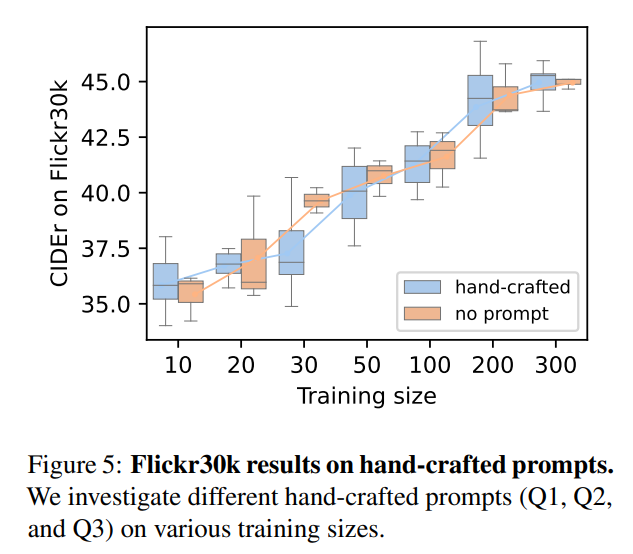 CIDEr on Flickr30k
45.0
42.5
40.0
37.5
35.0
hand-crafted
no prompt
10 20 30 50 100 200 300
Training size
Figure 5: Flickr30k results on hand-crafted prompts.
We investigate different hand-crafted prompts (Q1, Q2,
and Q3) on various training sizes.